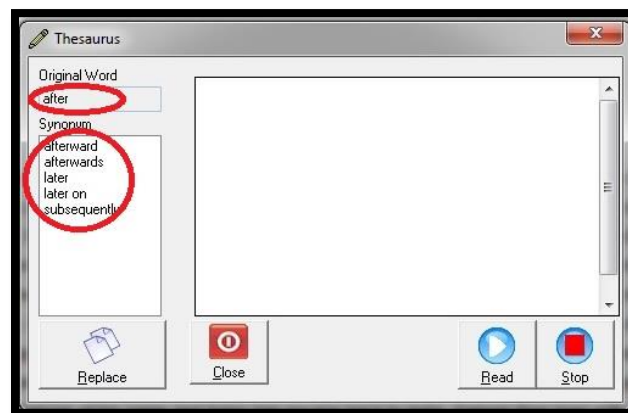 Thesaurus
Original Word
after
Synonym
afterward
afterwards
later
later on
subsequently
Replace
Close
Read
Stop